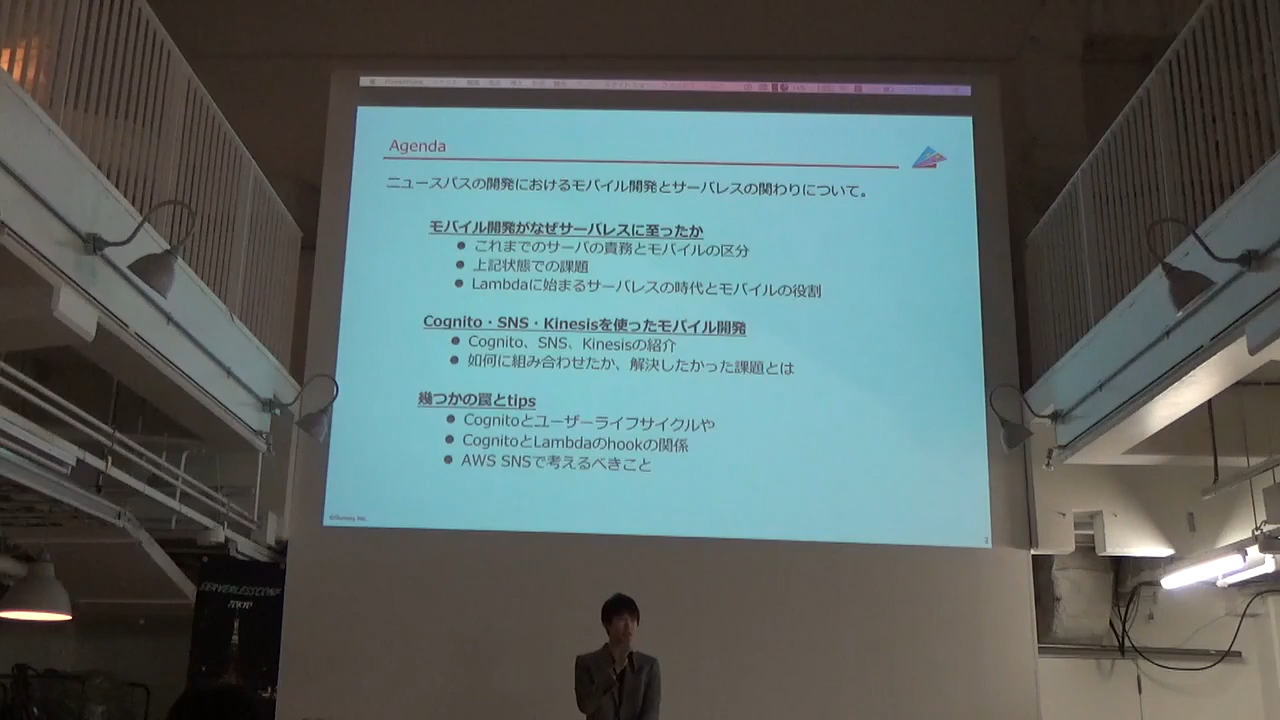 Agenda
ニュースパスの開発におけるモバイル開発とサーバレスの関わりについて。
モバイル開発がなぜサーバレスに至ったか
● これまでのサーバの責務とモバイルの区分
● 上記状態での課題
● Lambdaに始まるサーバレスの時代とモバイルの役割
Cognito・SNS・Kinesisを使ったモバイル開発
● Cognito、SNS、Kinesisの紹介
● 如何に組み合わせたか、解決したかった課題とは
幾つかの罠とtips
● Cognitoとユーザーライフサイクルや
● CognitoとLambdaのhookの関係
● AWS SNSで考えるべきこと
©Gunosy Inc.
2
SERVERLESSCONF
TOKYO